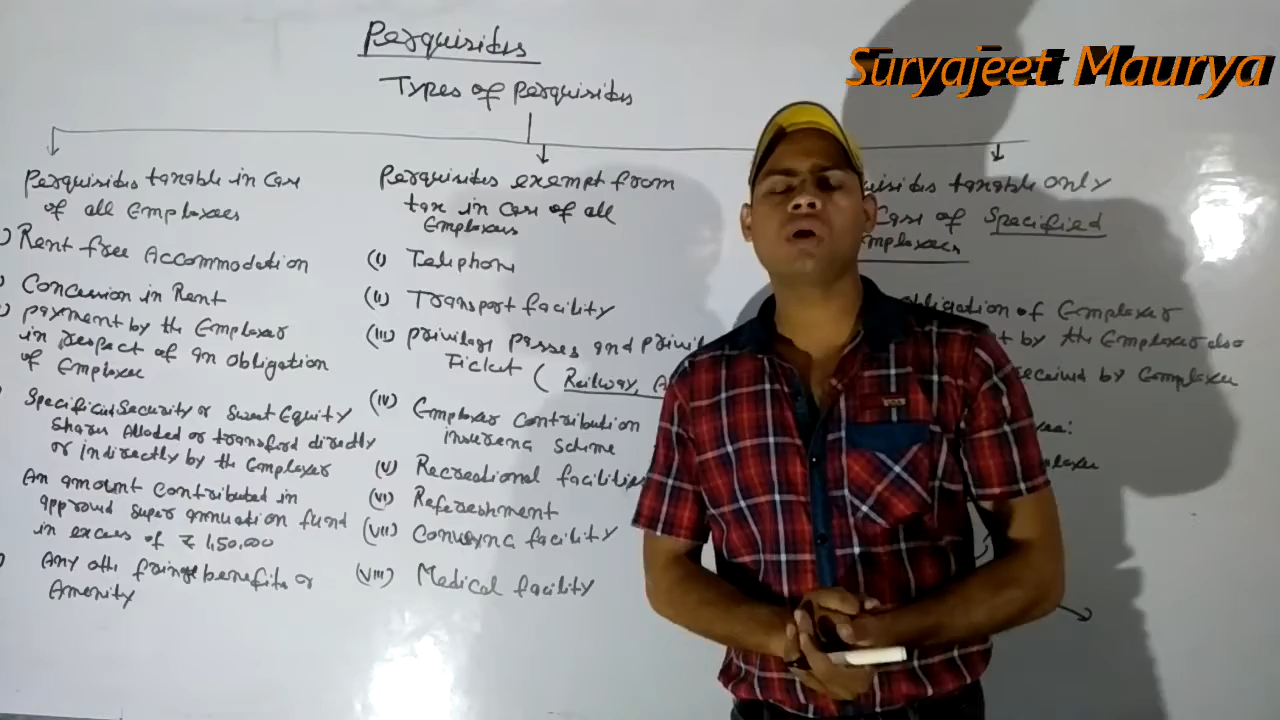 Perquisites
Suryajeet Maurya
Types of Perquisites
Perquisites taxable in Case
of all Employees
Rent free Accommodation
Concession in Rent
payment by the Employer
in respect of an obligation
of Employee
Specified Security or Sweat Equity
Shares Alloted or transferd directly
or indirectly by the Employer
An amount Contributed in
approved super annuation fund
in excess of ₹ 1,50,000
Any oth fringe benefits or
Amenity
Perquisites exempt from
tax in Case of all
Employees
(I) Telephone
(II) Transport facility
(III) Privilege Passes and Privil
Ticket ( Railway, A
(IV) Employer Contribution
insurance Scheme
(V) Recreational facilities
(VI) Refreshment
(VII) Conveyance facility
(VIII) Medical facility
uisites taxable only
Case of Specified
Employees
obligation of Employer
t by the Employer also
received by Employee
yee:
ployer